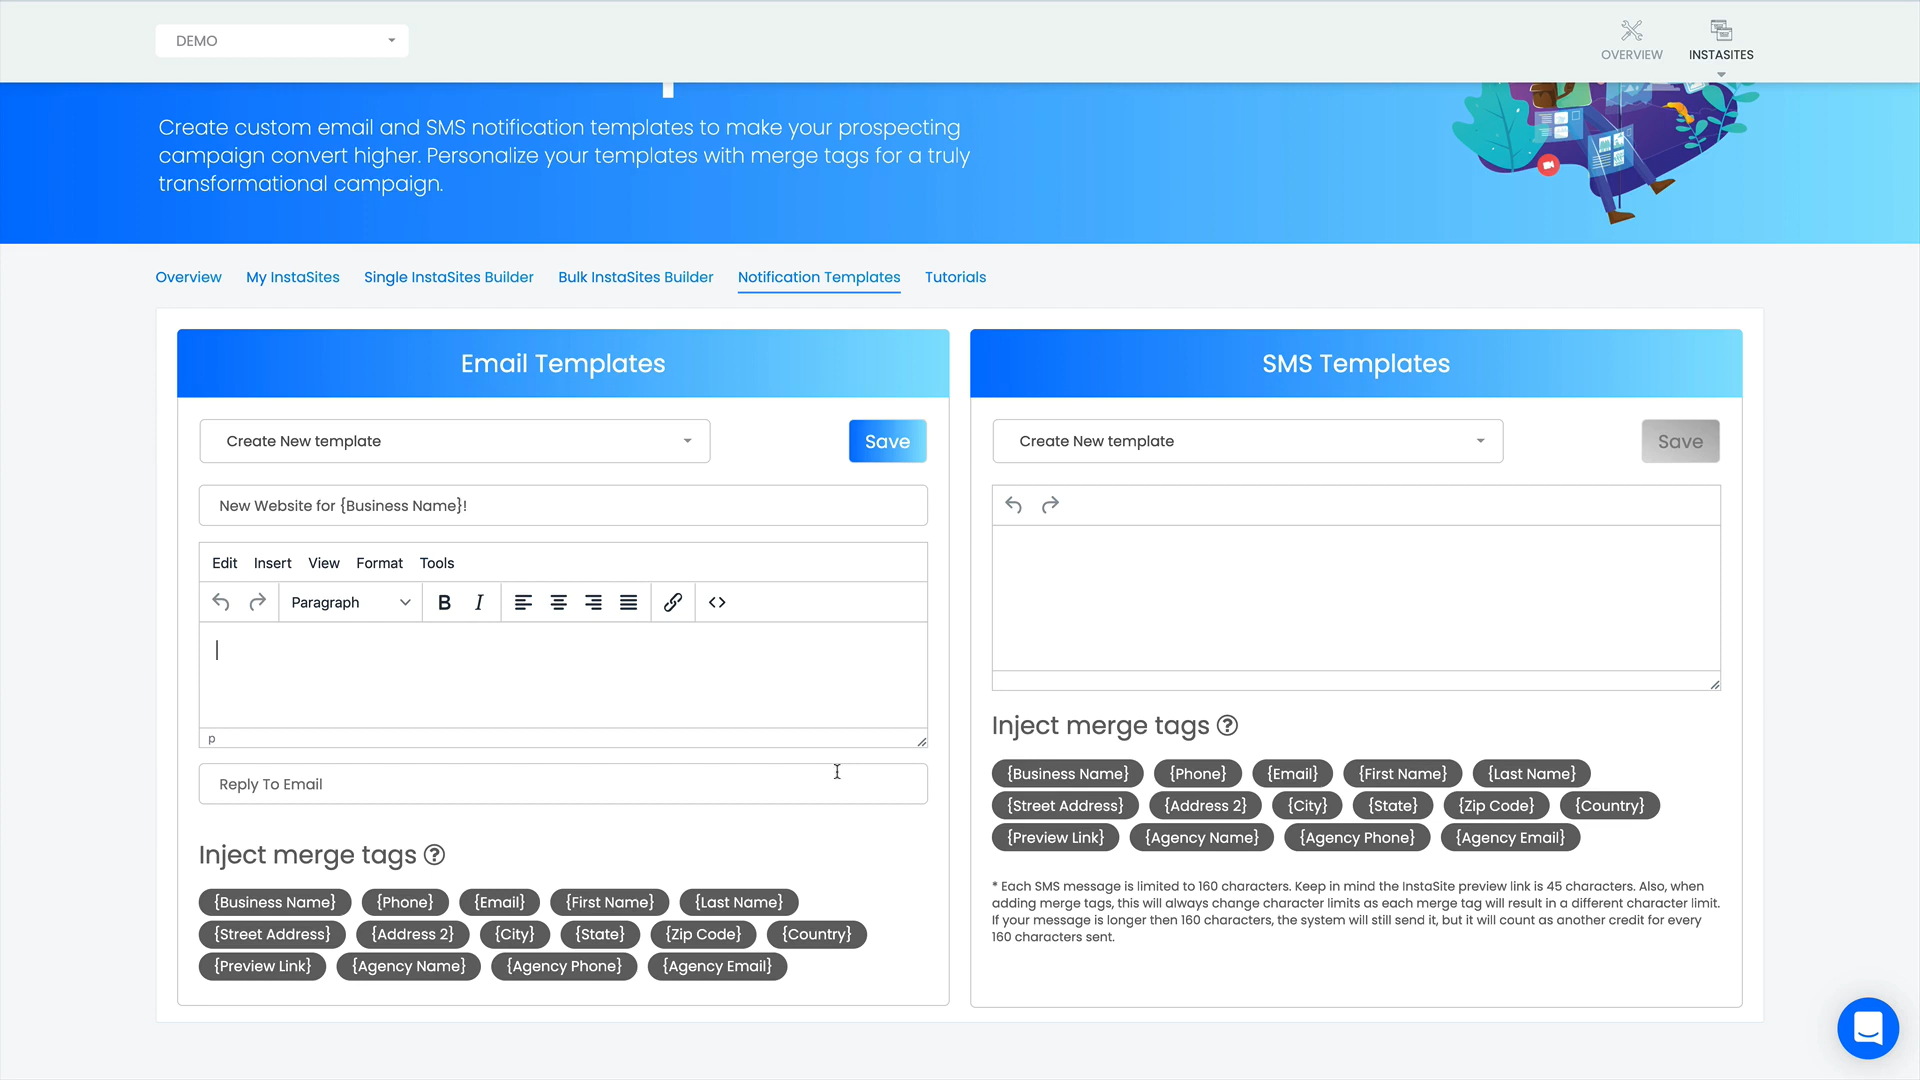 DEMO
OVERVIEW
INSTASITES
Create custom email and SMS notification templates to make your prospecting
campaign convert higher. Personalize your templates with merge tags for a truly
transformational campaign.
Overview My InstaSites Single InstaSites Builder Bulk InstaSites Builder Notification Templates Tutorials
Email Templates
Create New template
Save
New Website for {Business Name}!
Edit Insert View Format Tools
Paragraph B I
p
Reply To Email
Inject merge tags ?
{Business Name} {Phone} {Email} {First Name} {Last Name}
{Street Address} {Address 2} {City} {State} {Zip Code} {Country}
{Preview Link} {Agency Name} {Agency Phone} {Agency Email}
SMS Templates
Create New template
Save
Inject merge tags ?
{Business Name} {Phone} {Email} {First Name} {Last Name}
{Street Address} {Address 2} {City} {State} {Zip Code} {Country}
{Preview Link} {Agency Name} {Agency Phone} {Agency Email}
* Each SMS message is limited to 160 characters. Keep in mind the InstaSite preview link is 45 characters. Also, when
adding merge tags, this will always change character limits as each merge tag will result in a different character limit.
If your message is longer then 160 characters, the system will still send it, but it will count as another credit for every
160 characters sent.